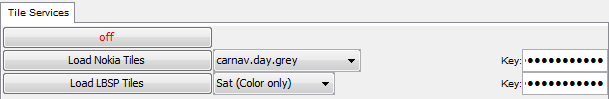 Tile Services
off
Load Nokia Tiles carnav.day.grey Key: ●●●●●●●●●●●
Load LBSP Tiles Sat (Color only) Key: ●●●●●●●●●●●